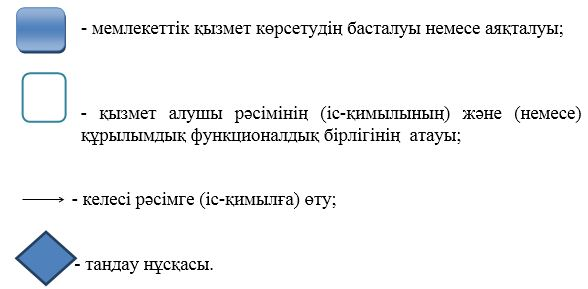 - мемлекеттік қызмет көрсетудің басталуы немесе аяқталуы;
- қызмет алушы рәсімінің (іс-қимылының) және (немесе)
құрылымдық функционалдық бірлігінің атауы;
- келесі рәсімге (іс-қимылға) өту;
- таңдау нұсқасы.